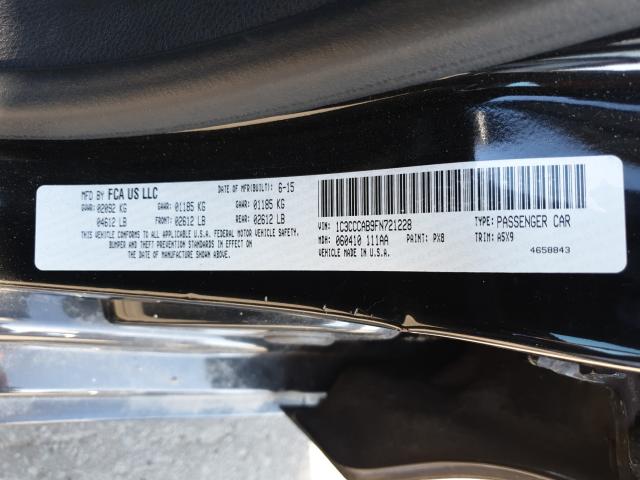 MFD BY FCA US LLC DATE OF MFR(BUILT): 6-15
GVWR: 02092 KG GAWR: 01185 KG GAWR: 01185 KG
04612 LB FRONT: 02612 LB REAR: 02612 LB
THIS VEHICLE CONFORMS TO ALL APPLICABLE U.S.A. FEDERAL MOTOR VEHICLE SAFETY,
BUMPER AND THEFT PREVENTION STANDARDS IN EFFECT ON
THE DATE OF MANUFACTURE SHOWN ABOVE.
VIN: 1C3CCCAB9FN721228 TYPE: PASSENGER CAR
MDH: 060410 111AA PAINT: PX8 TRIM: A5X9
VEHICLE MADE IN U.S.A. 4658843